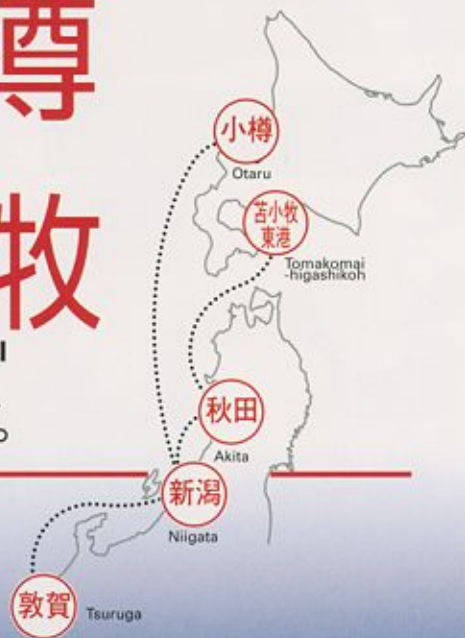 樽
牧
小樽
Otaru
苫小牧
東港
Tomakomai
-higashikoh
秋田
Akita
新潟
Niigata
敦賀
Tsuruga